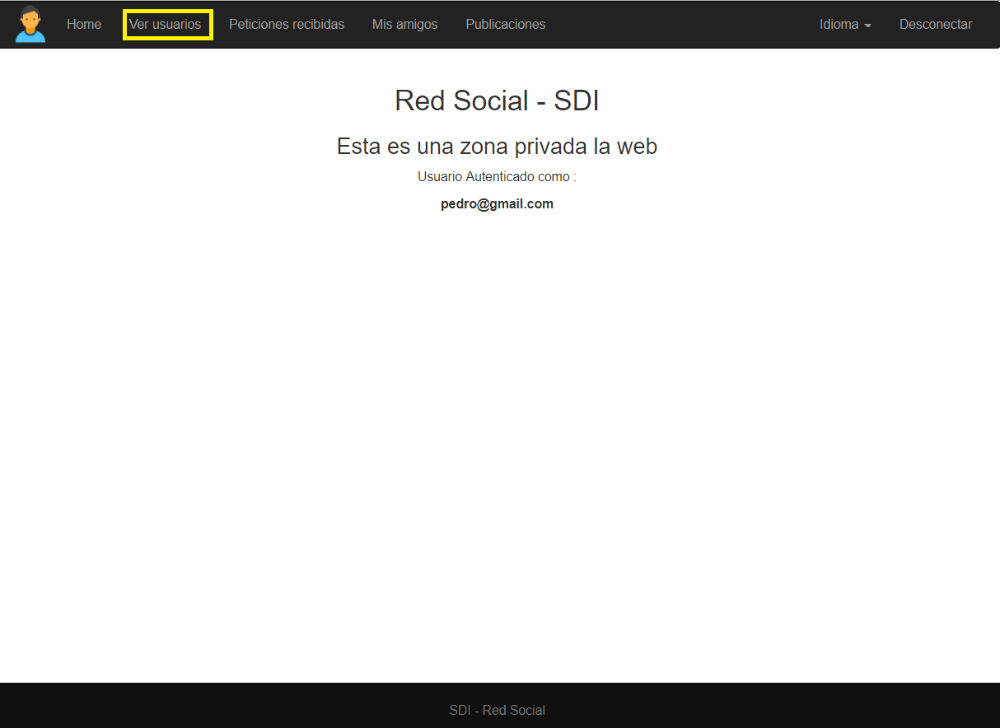 Home Ver usuarios Peticiones recibidas Mis amigos Publicaciones Idioma Desconectar
Red Social - SDI
Esta es una zona privada la web
Usuario Autenticado como :
pedro@gmail.com
SDI - Red Social